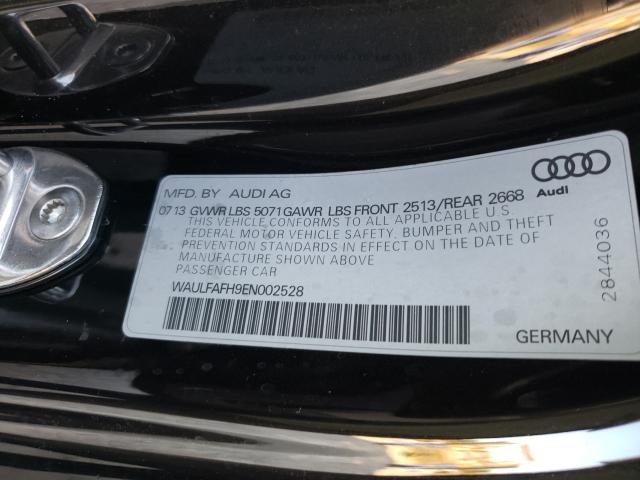 MFD. BY AUDI AG
0713 GVWR LBS 5071 GAWR LBS FRONT 2513/REAR 2668
THIS VEHICLE CONFORMS TO ALL APPLICABLE U S
FEDERAL MOTOR VEHICLE SAFETY, BUMPER AND THEFT
PREVENTION STANDARDS IN EFFECT ON THE DATE OF
MANUFACTURE SHOWN ABOVE
PASSENGER CAR
WAULFAFH9EN002528
Audi
2844036
GERMANY